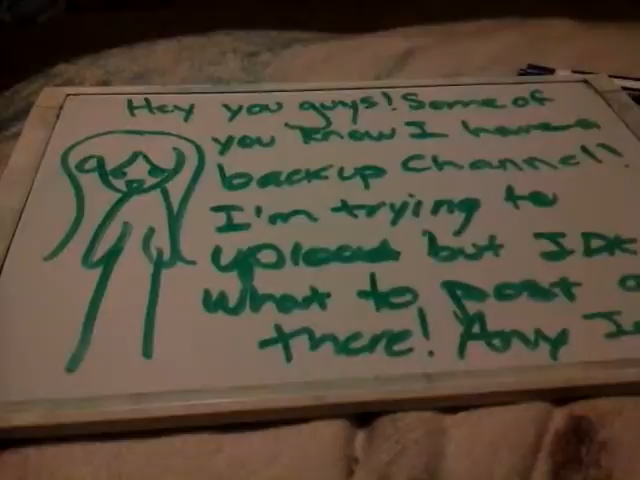 Hey you guys! Some of
you know I have a
backup channel!
I'm trying to
upload but IDK
what to post
there! Any